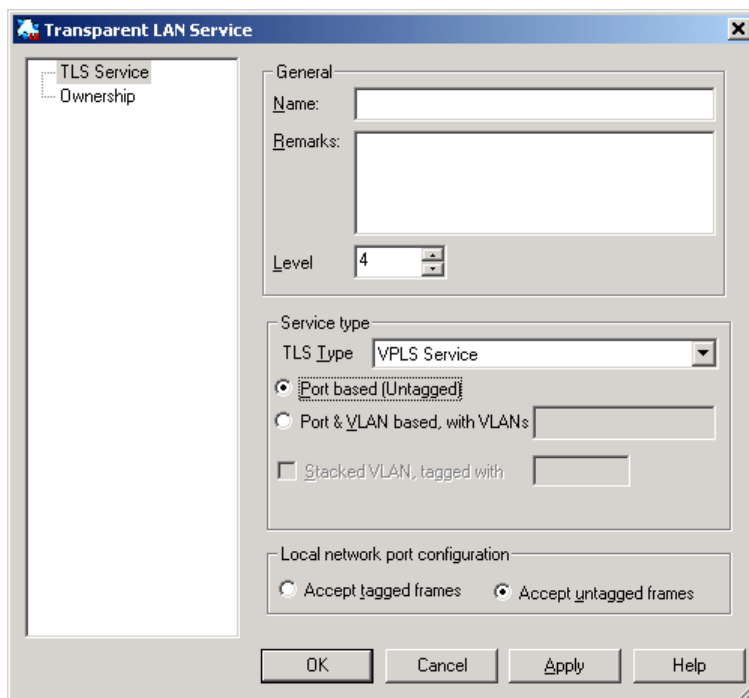 Transparent LAN Service
TLS Service
Ownership
General
Name:
Remarks:
Level 4
Service type
TLS Type VPLS Service
Port based (Untagged)
Port & VLAN based, with VLANs
Stacked VLAN, tagged with
Local network port configuration
Accept tagged frames Accept untagged frames
OK Cancel Apply Help